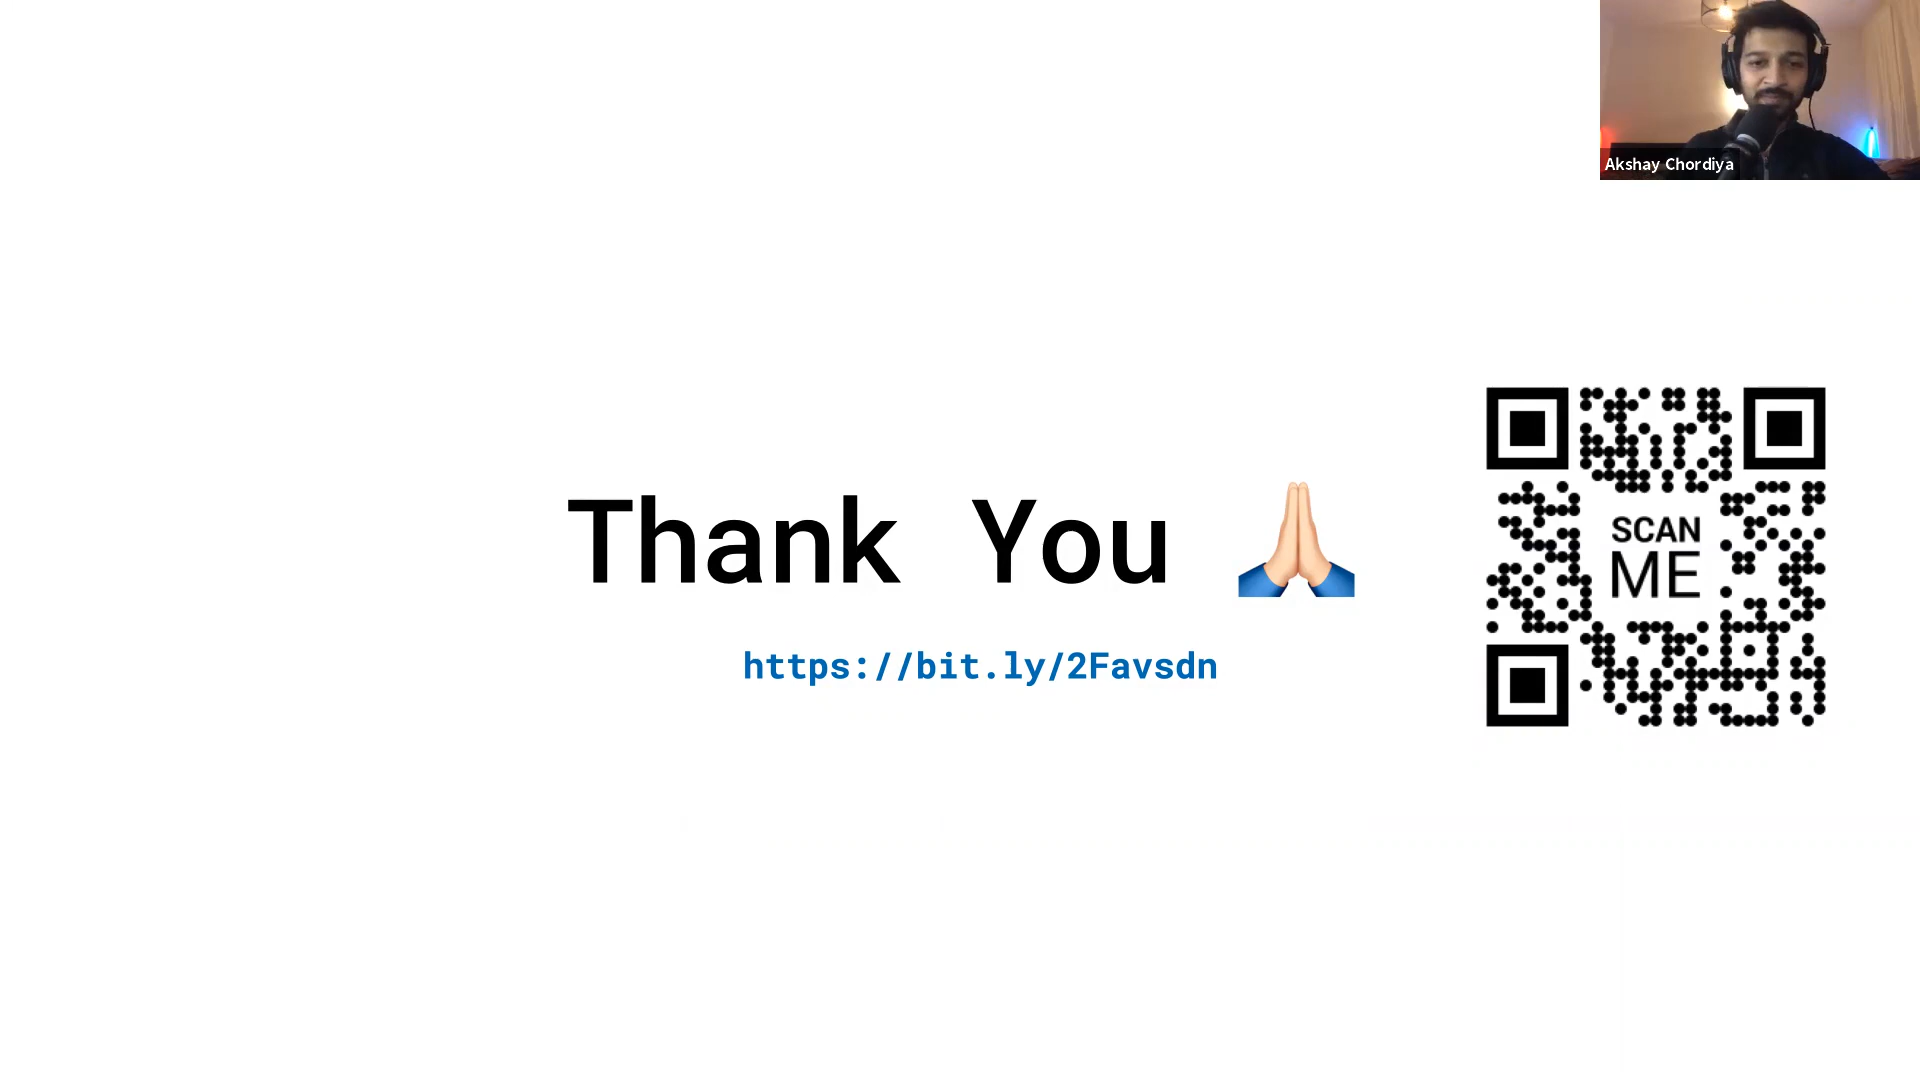 Akshay Chordiya
Thank You 🙏🏻
https://bit.ly/2Favsdn
SCAN
ME